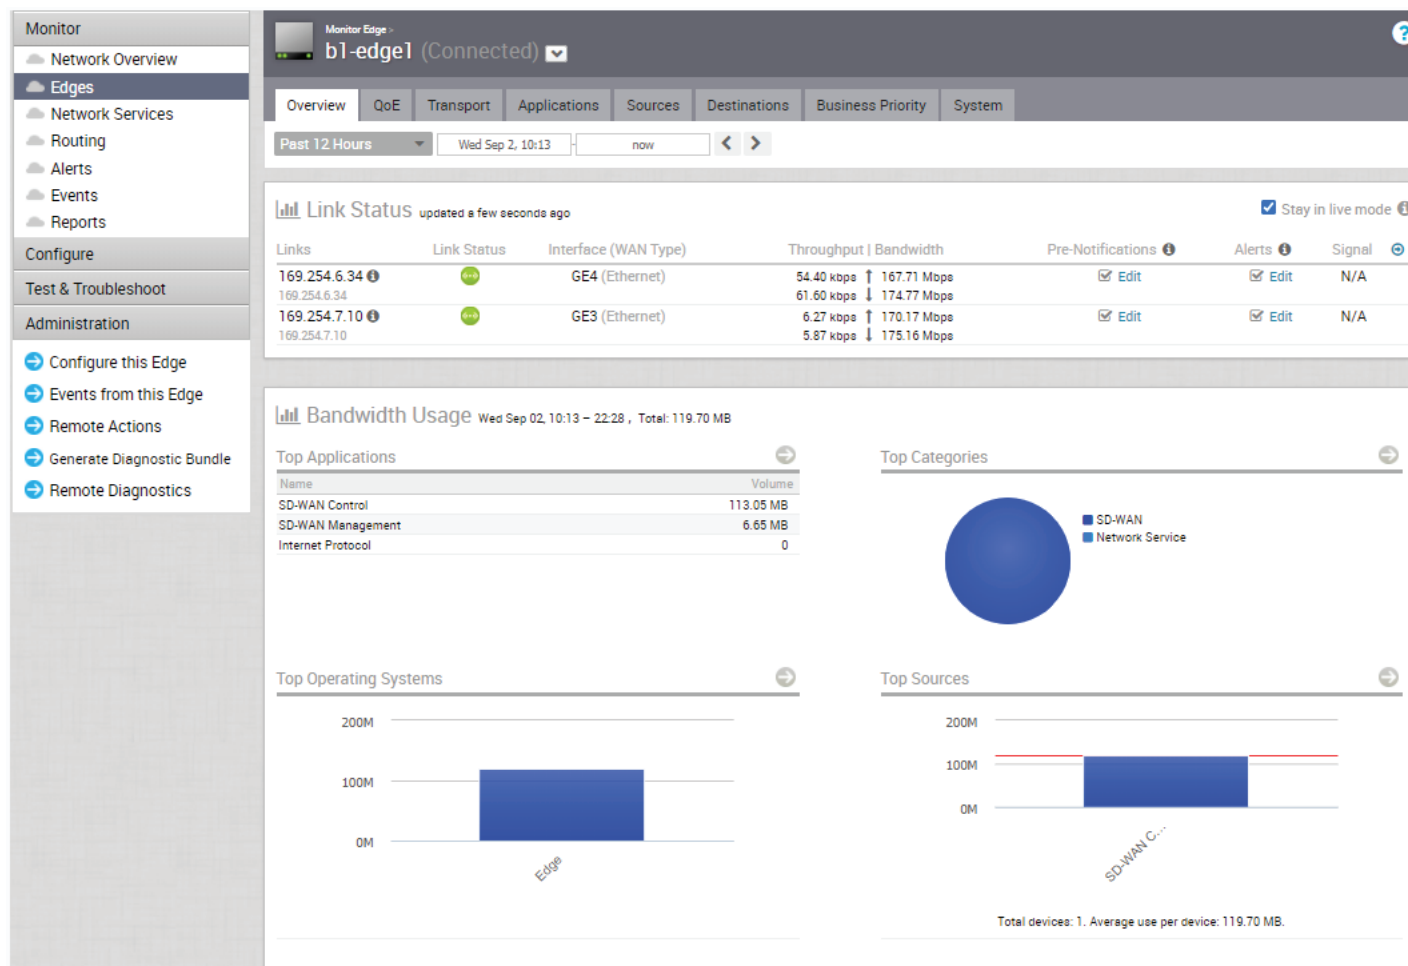 Monitor
Network Overview
Edges
Network Services
Routing
Alerts
Events
Reports
Configure
Test & Troubleshoot
Administration
Configure this Edge
Events from this Edge
Remote Actions
Generate Diagnostic Bundle
Remote Diagnostics
Monitor Edge >
b1-edge1 (Connected)
?
Overview QoE Transport Applications Sources Destinations Business Priority System
Past 12 Hours Wed Sep 2, 10:13 - now
Link Status updated a few seconds ago Stay in live mode
Links Link Status Interface (WAN Type) Throughput | Bandwidth Pre-Notifications Alerts Signal
169.254.6.34 GE4 (Ethernet) 54.40 kbps ↑ 167.71 Mbps Edit Edit N/A
169.254.6.34 61.60 kbps ↓ 174.77 Mbps
169.254.7.10 GE3 (Ethernet) 6.27 kbps ↑ 170.17 Mbps Edit Edit N/A
169.254.7.10 5.87 kbps ↓ 175.16 Mbps
Bandwidth Usage Wed Sep 02, 10:13 – 22:28 , Total: 119.70 MB
Top Applications
Name Volume
SD-WAN Control 113.05 MB
SD-WAN Management 6.65 MB
Internet Protocol 0
Top Categories
SD-WAN
Network Service
Top Operating Systems
200M
100M
0M
Edge
Top Sources
200M
100M
0M
SD-WAN C...
Total devices: 1. Average use per device: 119.70 MB.